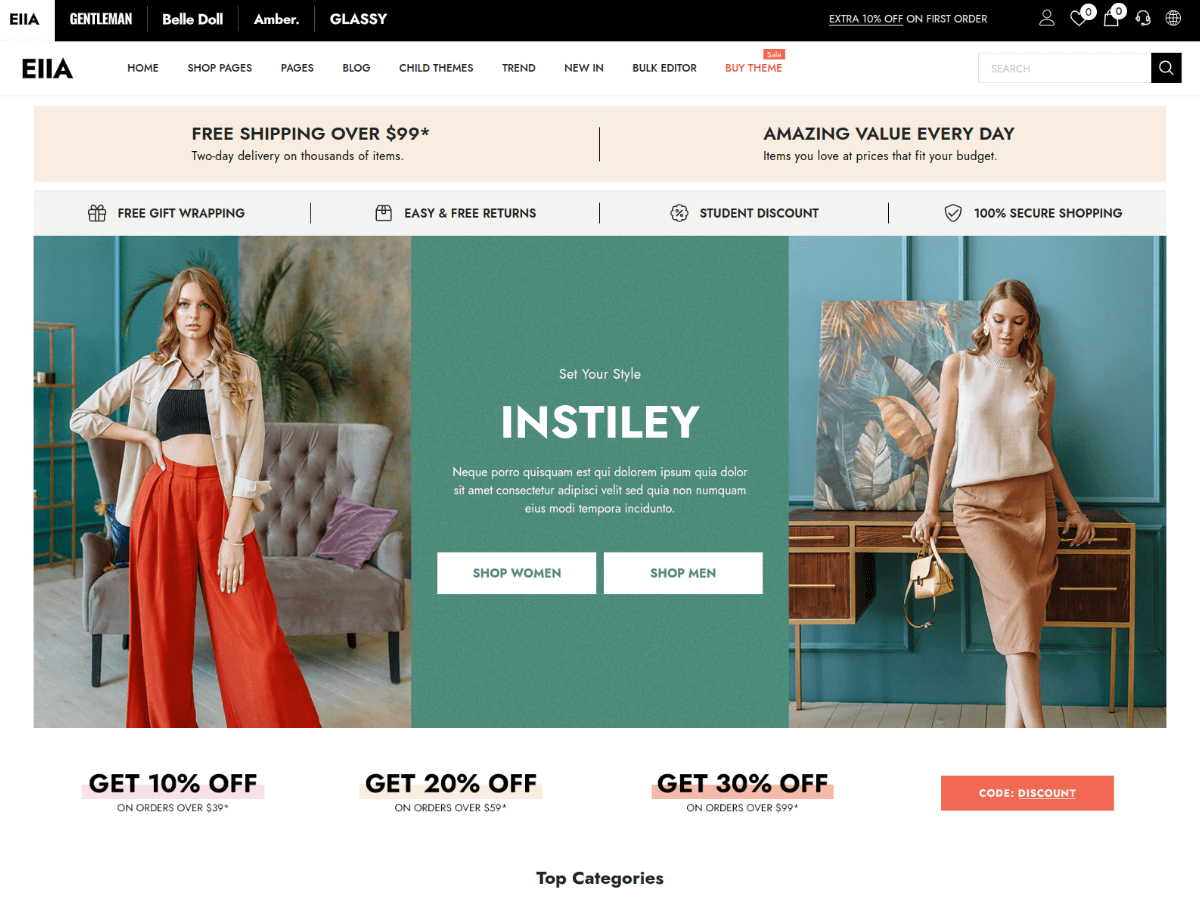 EllA
GENTLEMAN
Belle Doll
Amber.
GLASSY
EXTRA 10% OFF ON FIRST ORDER
0
0
EllA
HOME
SHOP PAGES
PAGES
BLOG
CHILD THEMES
TREND
NEW IN
BULK EDITOR
BUY THEME
Sale
SEARCH
FREE SHIPPING OVER $99*
Two-day delivery on thousands of items.
AMAZING VALUE EVERY DAY
Items you love at prices that fit your budget.
FREE GIFT WRAPPING
EASY & FREE RETURNS
STUDENT DISCOUNT
100% SECURE SHOPPING
Set Your Style
INSTILEY
Neque porro quisquam est qui dolorem ipsum quia dolor
sit amet consectetur adipisci velit sed quia non numquam
eius modi tempora incidunto.
SHOP WOMEN
SHOP MEN
GET 10% OFF
ON ORDERS OVER $39*
GET 20% OFF
ON ORDERS OVER $59*
GET 30% OFF
ON ORDERS OVER $99*
CODE: DISCOUNT
Top Categories